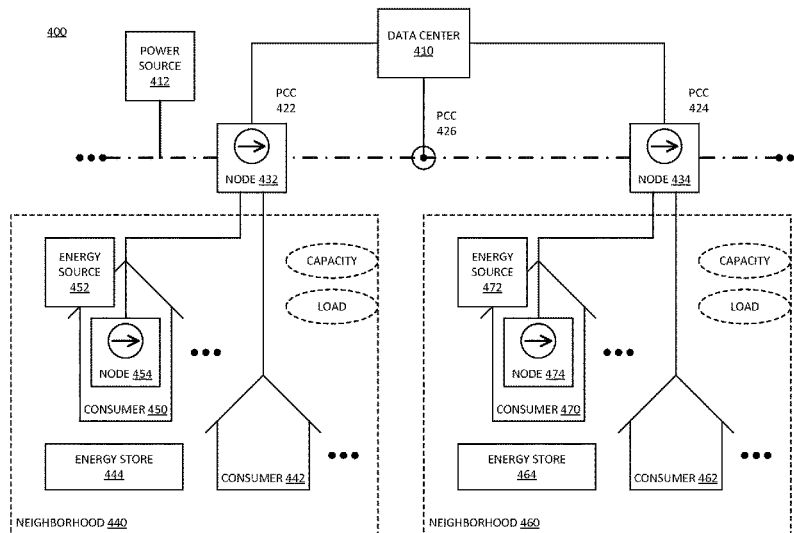 400
POWER
SOURCE
412
DATA CENTER
410
PCC
422
PCC
426
PCC
424
NODE 432
NODE 434
ENERGY
SOURCE
452
CAPACITY
LOAD
NODE 454
CONSUMER 450
ENERGY STORE
444
CONSUMER 442
NEIGHBORHOOD 440
ENERGY
SOURCE
472
CAPACITY
LOAD
NODE 474
CONSUMER 470
ENERGY STORE
464
CONSUMER 462
NEIGHBORHOOD 460